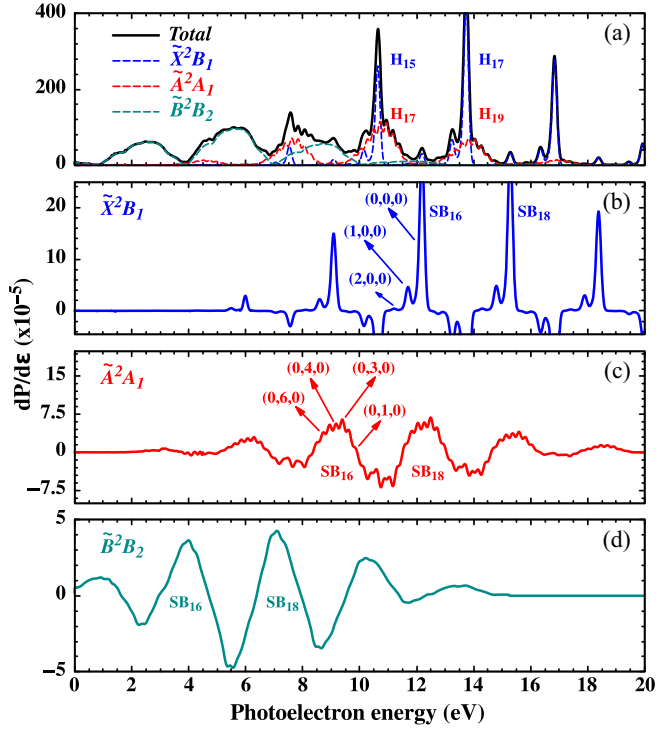 400
200
0
Total
X̃²B₁
òA₁
B̃²B₂
H₁₅
H₁₇
H₁₇
H₁₉
(a)
20
10
0
X̃²B₁
(0,0,0)
(1,0,0)
(2,0,0)
SB₁₆
SB₁₈
(b)
15
7.5
0
−7.5
òA₁
(0,4,0)
(0,3,0)
(0,6,0)
(0,1,0)
SB₁₆
SB₁₈
(c)
5
0
−5
B̃²B₂
SB₁₆
SB₁₈
(d)
dP/dε (x10⁻⁵)
0 2 4 6 8 10 12 14 16 18 20
Photoelectron energy (eV)